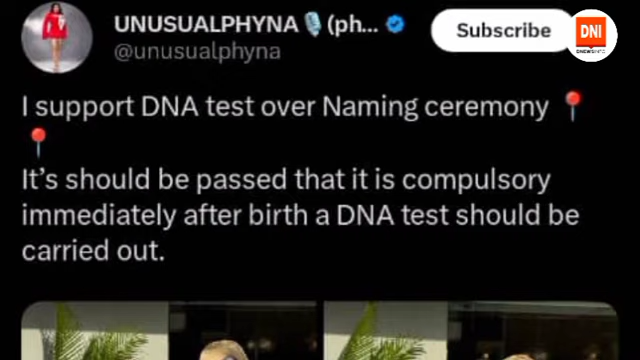 UNUSUALPHYNA🎙️(ph...
Subscribe
DNI
@unusualphyna
I support DNA test over Naming ceremony 📍
📍
It's should be passed that it is compulsory
immediately after birth a DNA test should be
carried out.